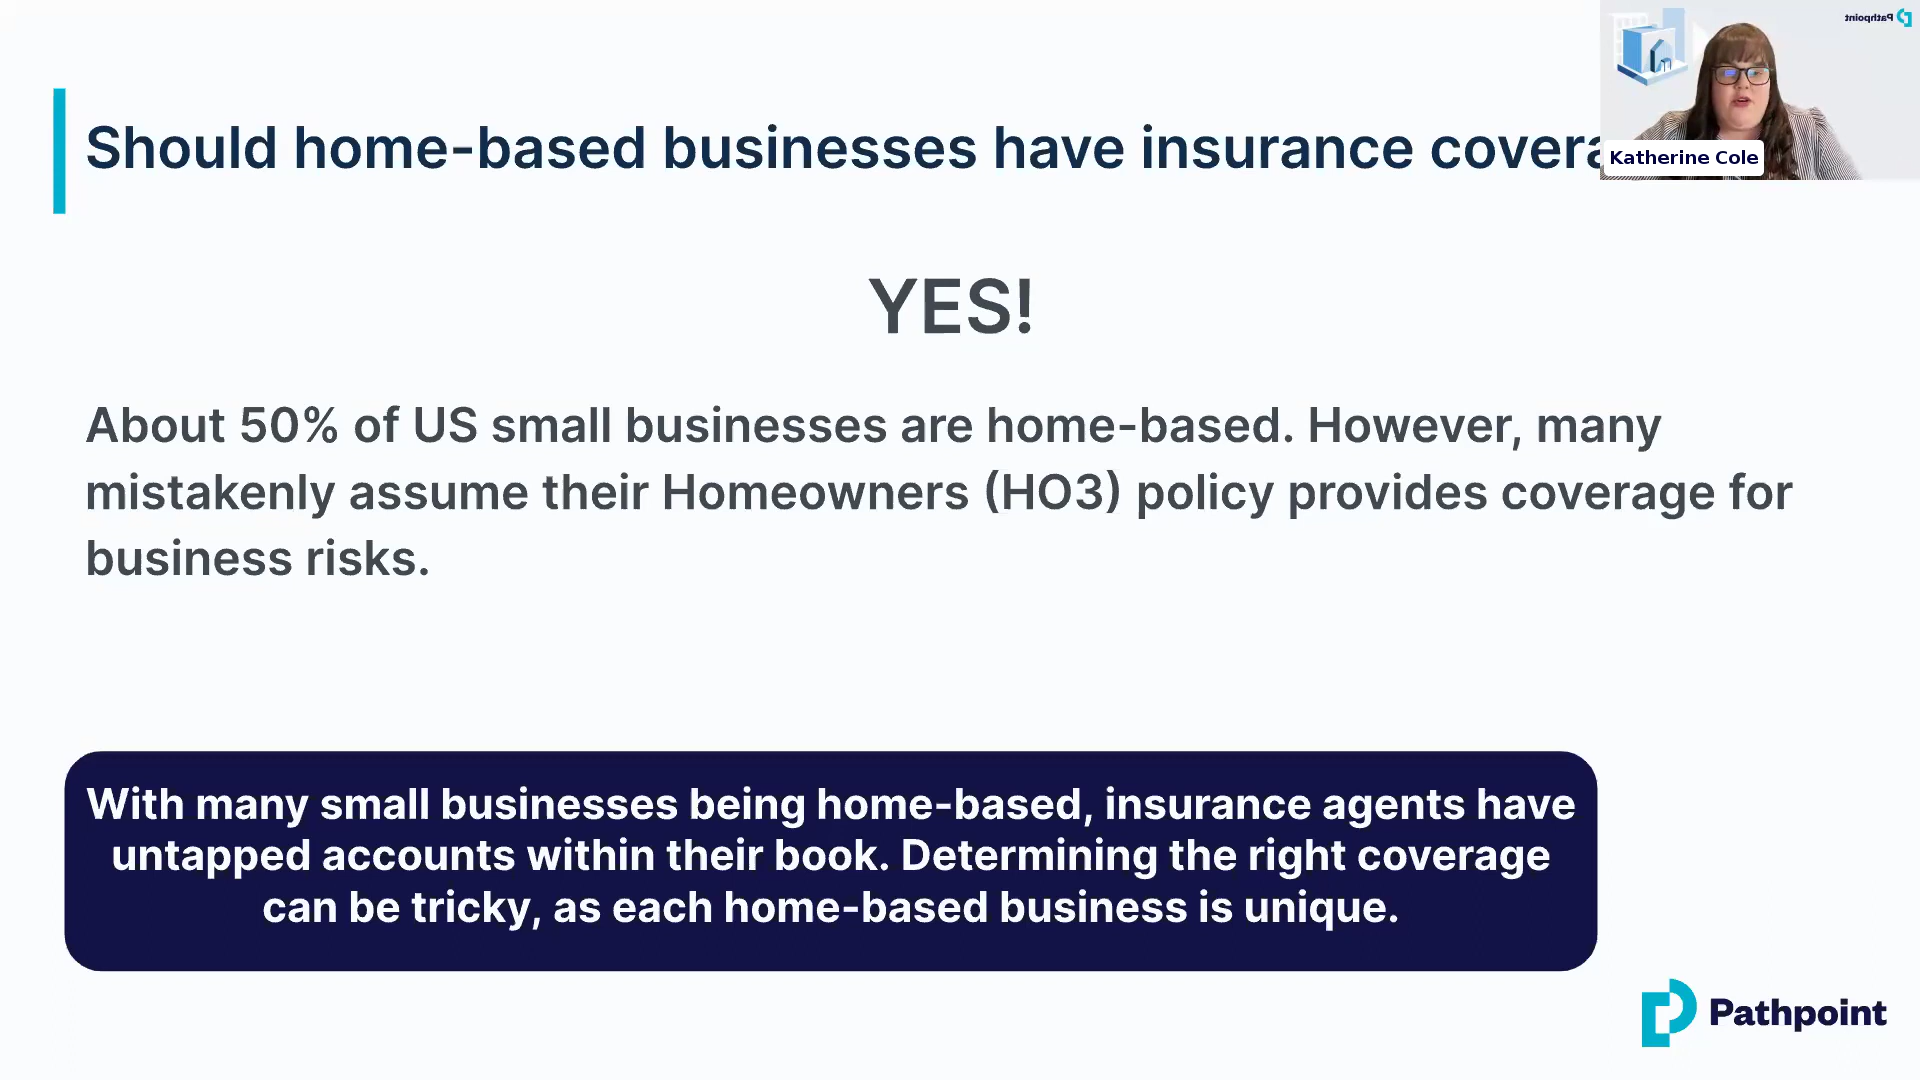 Should home-based businesses have insurance covera
Pathpoint
Katherine Cole
YES!
About 50% of US small businesses are home-based. However, many
mistakenly assume their Homeowners (HO3) policy provides coverage for
business risks.
With many small businesses being home-based, insurance agents have
untapped accounts within their book. Determining the right coverage
can be tricky, as each home-based business is unique.
Pathpoint